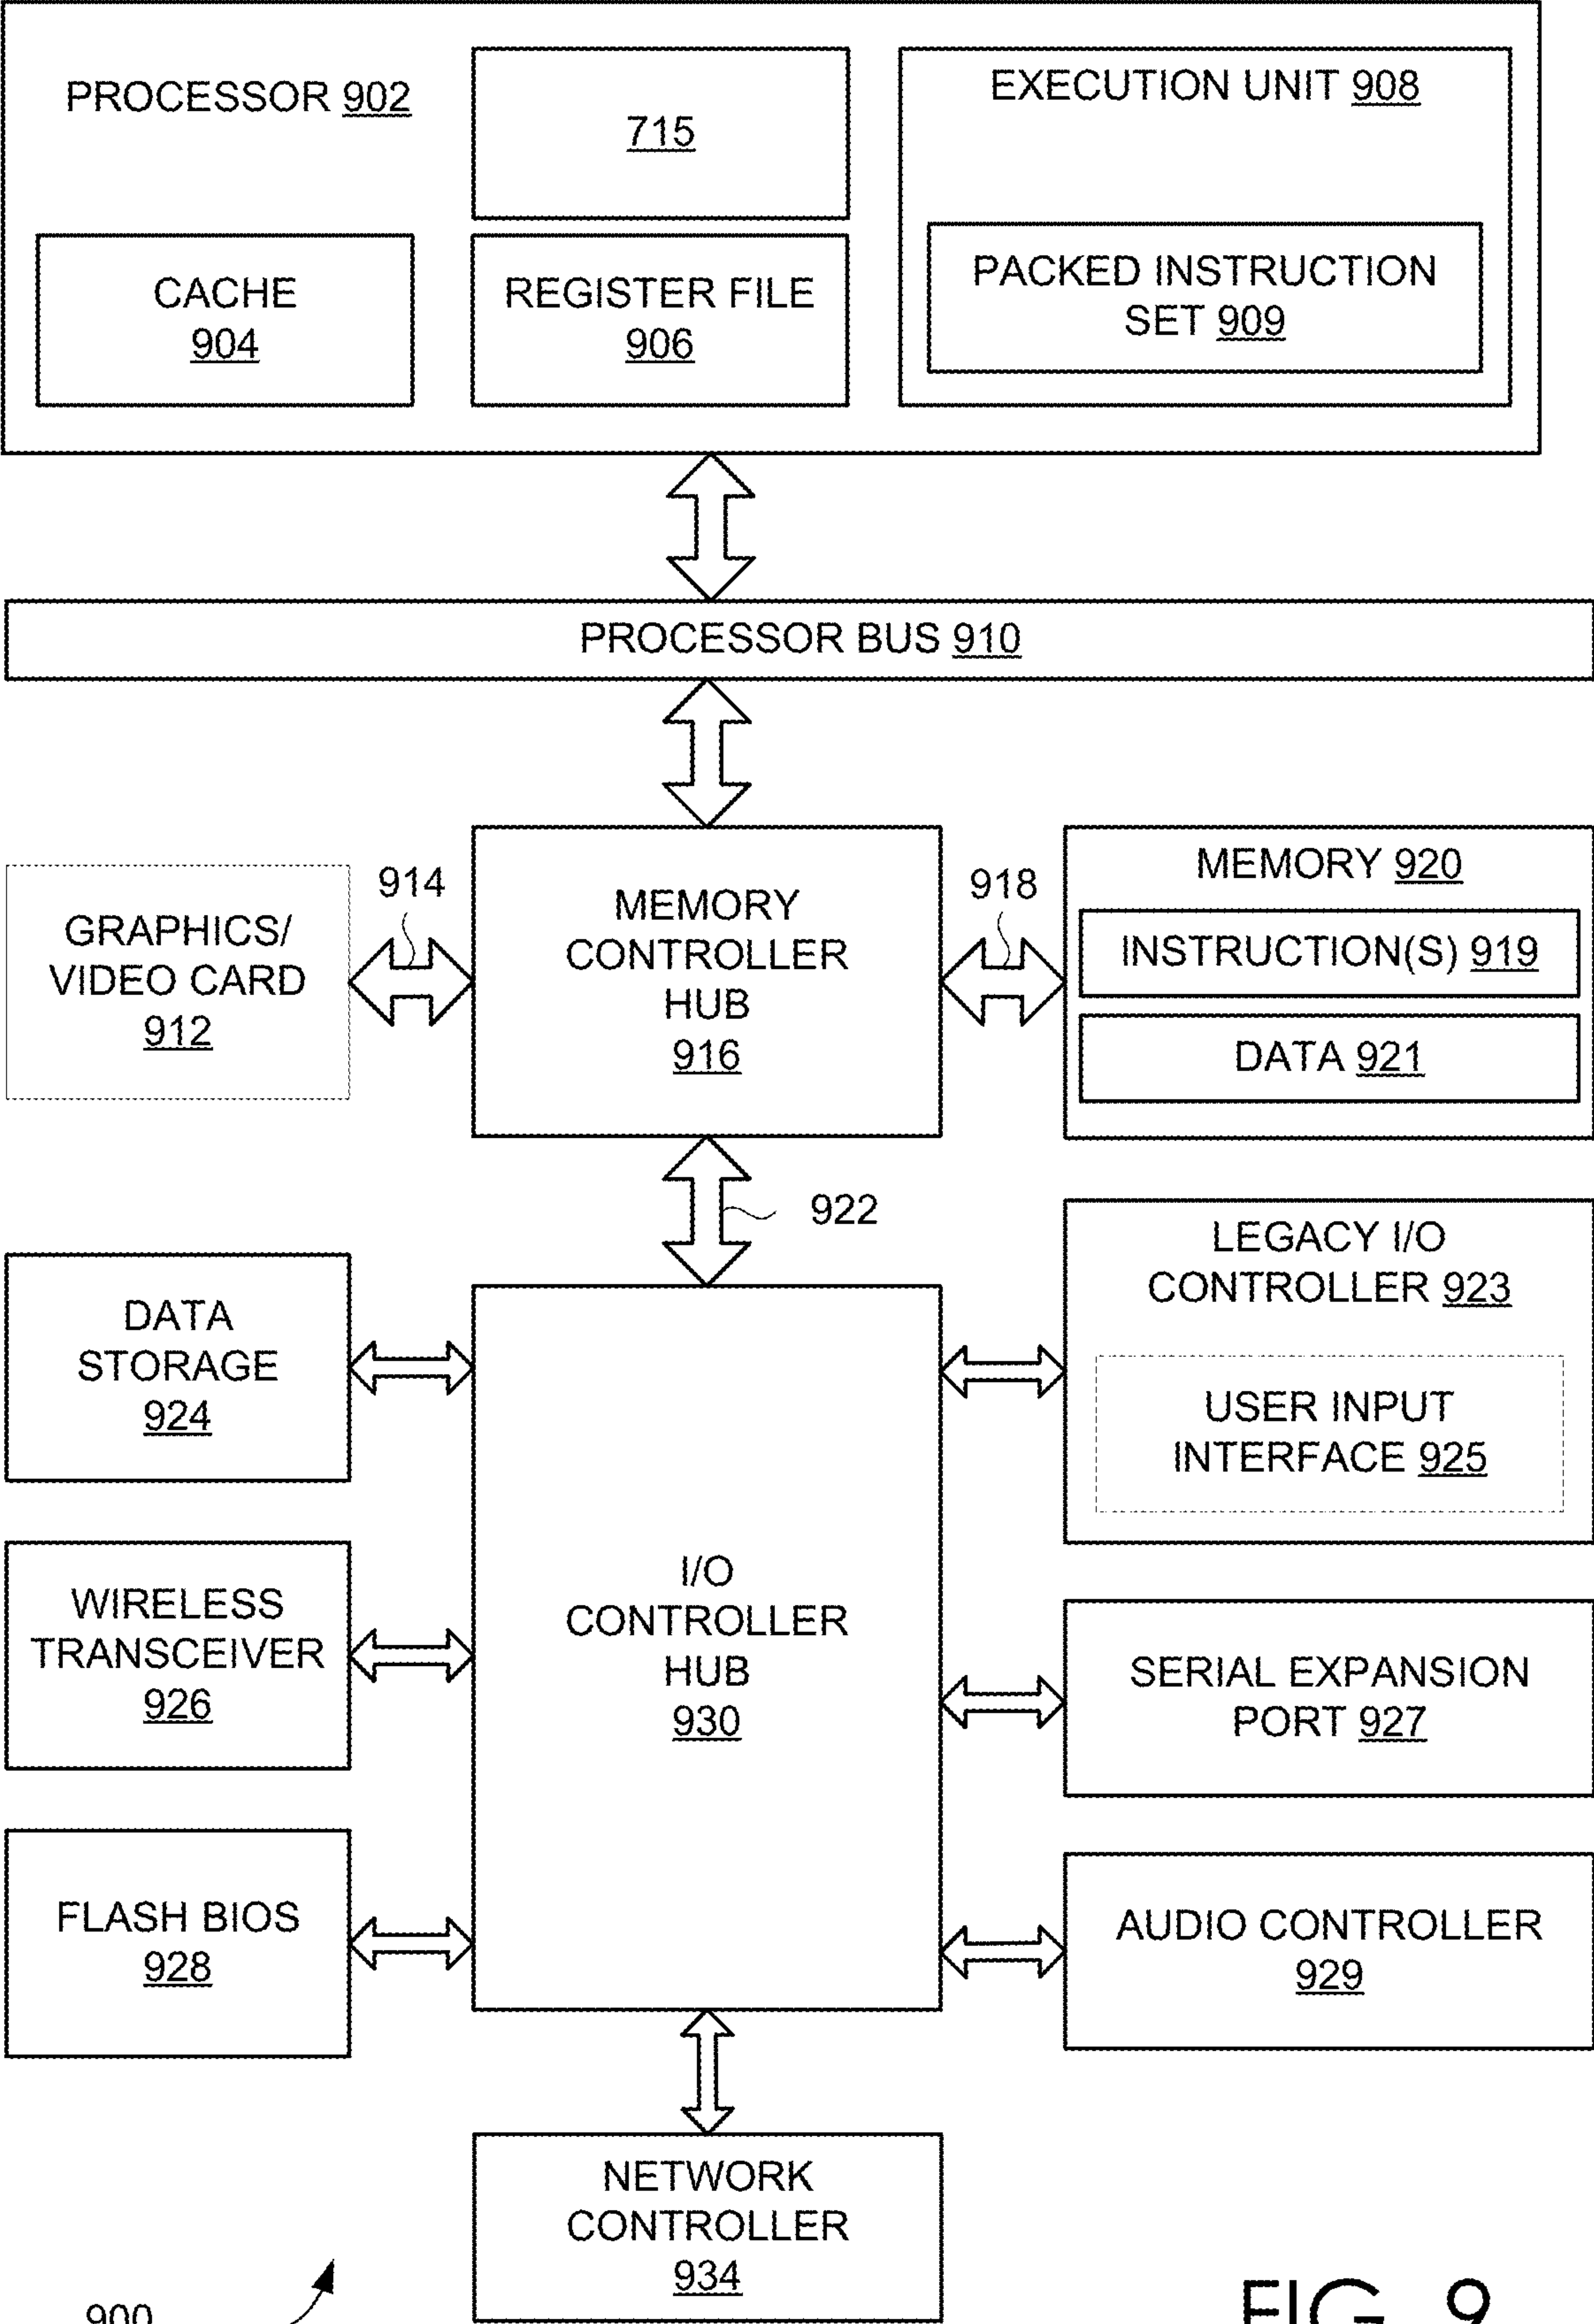 PROCESSOR 902
715
EXECUTION UNIT 908
CACHE
904
REGISTER FILE
906
PACKED INSTRUCTION
SET 909
PROCESSOR BUS 910
GRAPHICS/
VIDEO CARD
912
914
MEMORY
CONTROLLER
HUB
916
918
MEMORY 920
INSTRUCTION(S) 919
DATA 921
922
DATA
STORAGE
924
LEGACY I/O
CONTROLLER 923
USER INPUT
INTERFACE 925
WIRELESS
TRANSCEIVER
926
I/O
CONTROLLER
HUB
930
SERIAL EXPANSION
PORT 927
FLASH BIOS
928
AUDIO CONTROLLER
929
NETWORK
CONTROLLER
934
900
FIG. 9